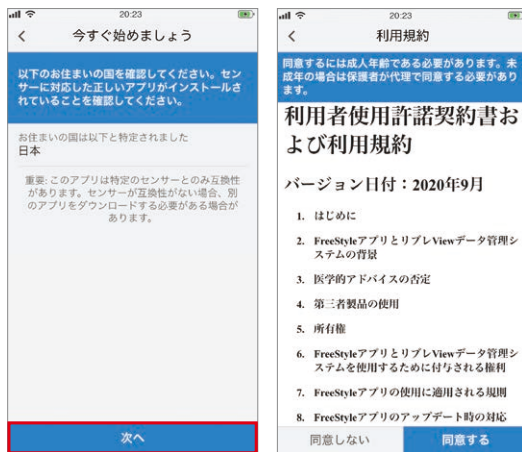 20:23
今すぐ始めましょう
以下のお住まいの国を確認してください。セン
サーに対応した正しいアプリがインストールさ
れていることを確認してください。
お住まいの国は以下と特定されました
日本
重要: このアプリは特定のセンサーとのみ互換性
があります。センサーが互換性がない場合、別
のアプリをダウンロードする必要がある場合が
あります。
次へ
20:23
利用規約
同意するには成人年齢である必要があります。未
成年の場合は保護者が代理で同意する必要があり
ます。
利用者使用許諾契約書お
よび利用規約
バージョン日付：2020年9月
1. はじめに
2. FreeStyleアプリとリブレViewデータ管理シ
ステムの背景
3. 医学的アドバイスの否定
4. 第三者製品の使用
5. 所有権
6. FreeStyleアプリとリブレViewデータ管理シ
ステムを使用するために付与される権利
7. FreeStyleアプリの使用に適用される規則
8. FreeStyleアプリのアップデート時の対応
同意しない
同意する